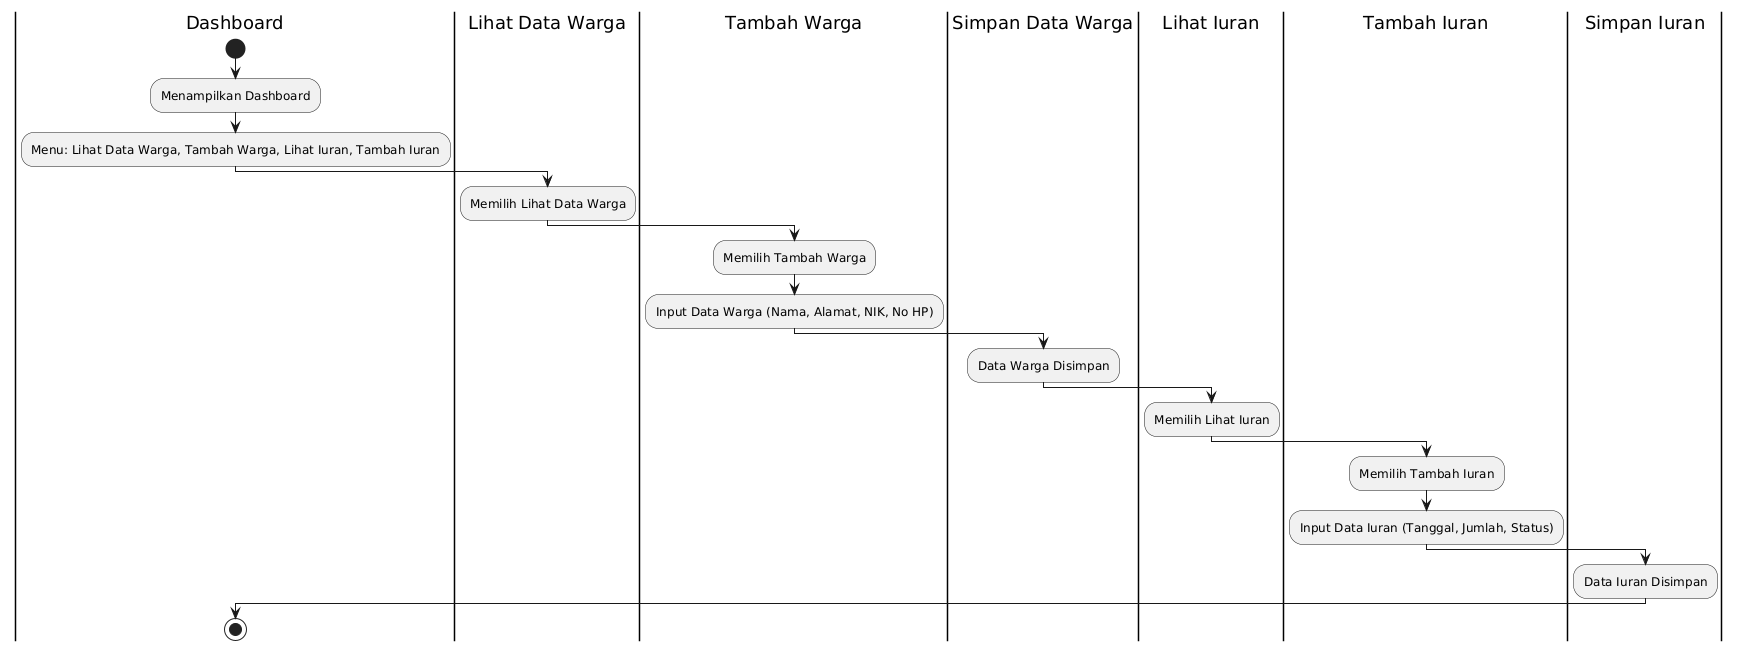 Dashboard
Lihat Data Warga
Tambah Warga
Simpan Data Warga
Lihat Iuran
Tambah Iuran
Simpan Iuran
Menampilkan Dashboard
Menu: Lihat Data Warga, Tambah Warga, Lihat Iuran, Tambah Iuran
Memilih Lihat Data Warga
Memilih Tambah Warga
Input Data Warga (Nama, Alamat, NIK, No HP)
Data Warga Disimpan
Memilih Lihat Iuran
Memilih Tambah Iuran
Input Data Iuran (Tanggal, Jumlah, Status)
Data Iuran Disimpan